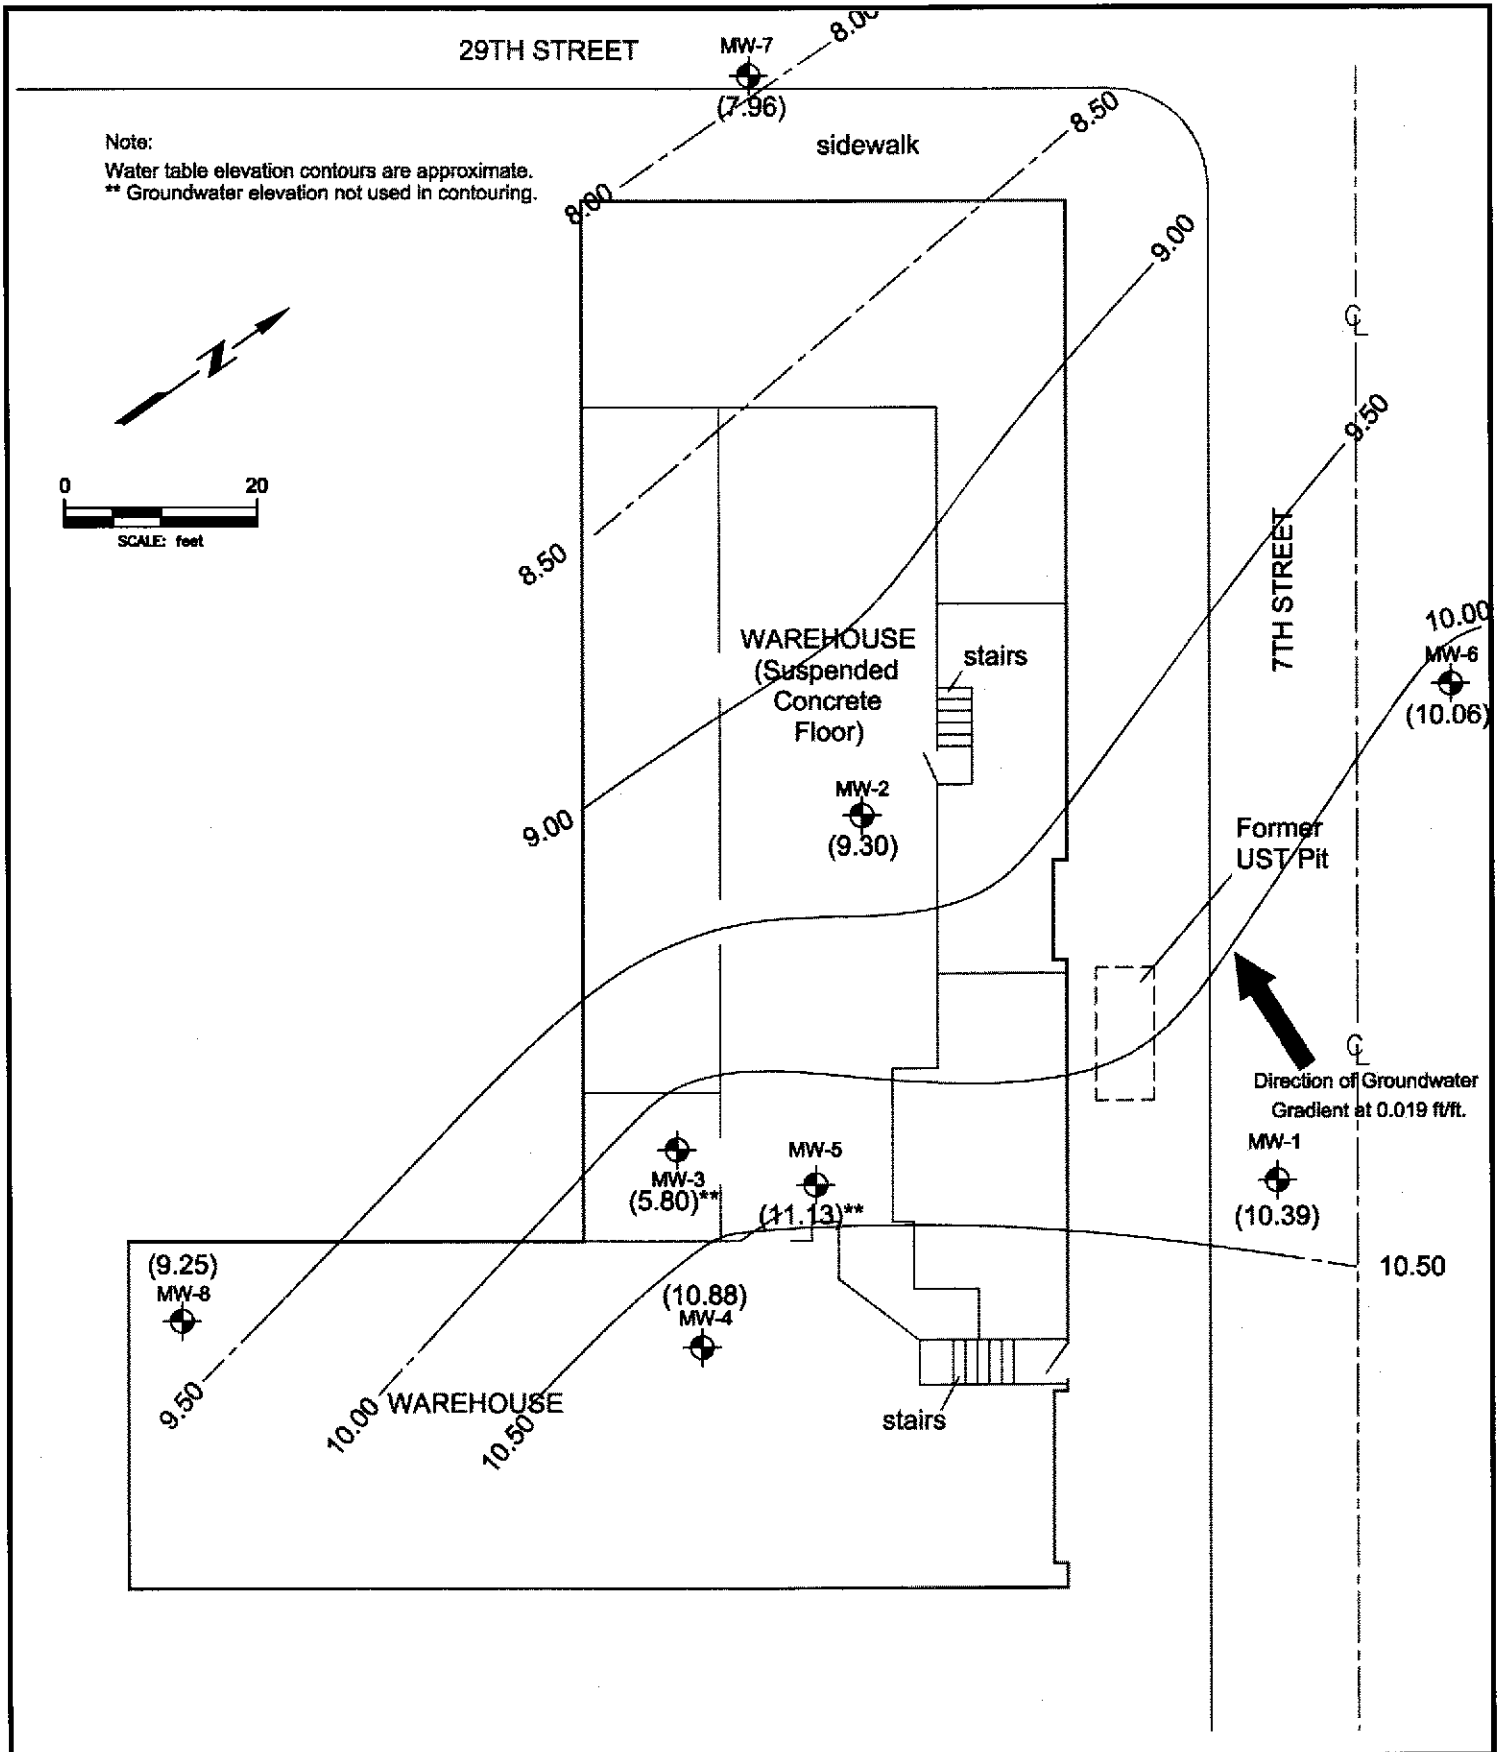 29TH STREET
MW-7
8.00
(7.96)
8.50
sidewalk
Note:
Water table elevation contours are approximate.
** Groundwater elevation not used in contouring.
8.00
9.00
N
CL
9.50
0 20
SCALE: feet
8.50
7TH STREET
10.00
MW-6
(10.06)
WAREHOUSE
(Suspended
Concrete
Floor)
stairs
MW-2
(9.30)
9.00
Former
UST Pit
CL
Direction of Groundwater
Gradient at 0.019 ft/ft.
MW-1
(10.39)
MW-3
(5.80)**
MW-5
(11.13)**
(9.25)
MW-8
(10.88)
MW-4
10.50
9.50
10.00
WAREHOUSE
10.50
stairs